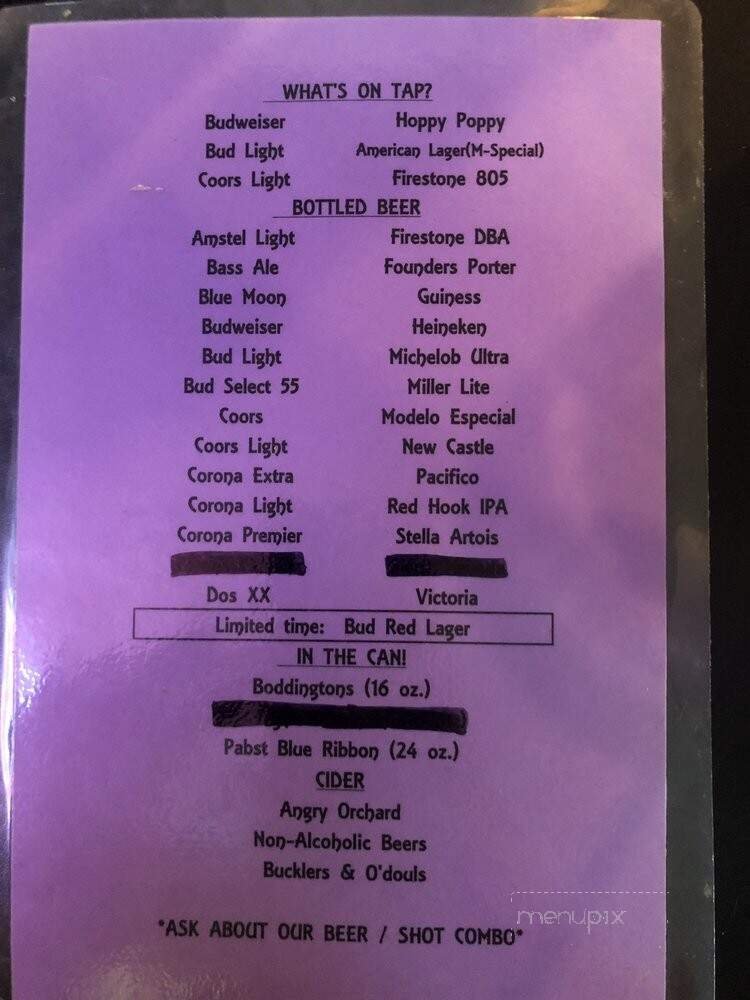 WHAT'S ON TAP?
Budweiser Hoppy Poppy
Bud Light American Lager(M-Special)
Coors Light Firestone 805
BOTTLED BEER
Amstel Light Firestone DBA
Bass Ale Founders Porter
Blue Moon Guiness
Budweiser Heineken
Bud Light Michelob Ultra
Bud Select 55 Miller Lite
Coors Modelo Especial
Coors Light New Castle
Corona Extra Pacifico
Corona Light Red Hook IPA
Corona Premier Stella Artois
Dos XX Victoria
Limited time: Bud Red Lager
IN THE CAN!
Boddingtons (16 oz.)
Pabst Blue Ribbon (24 oz.)
CIDER
Angry Orchard
Non-Alcoholic Beers
Bucklers & O'douls
menupix
*ASK ABOUT OUR BEER / SHOT COMBO*